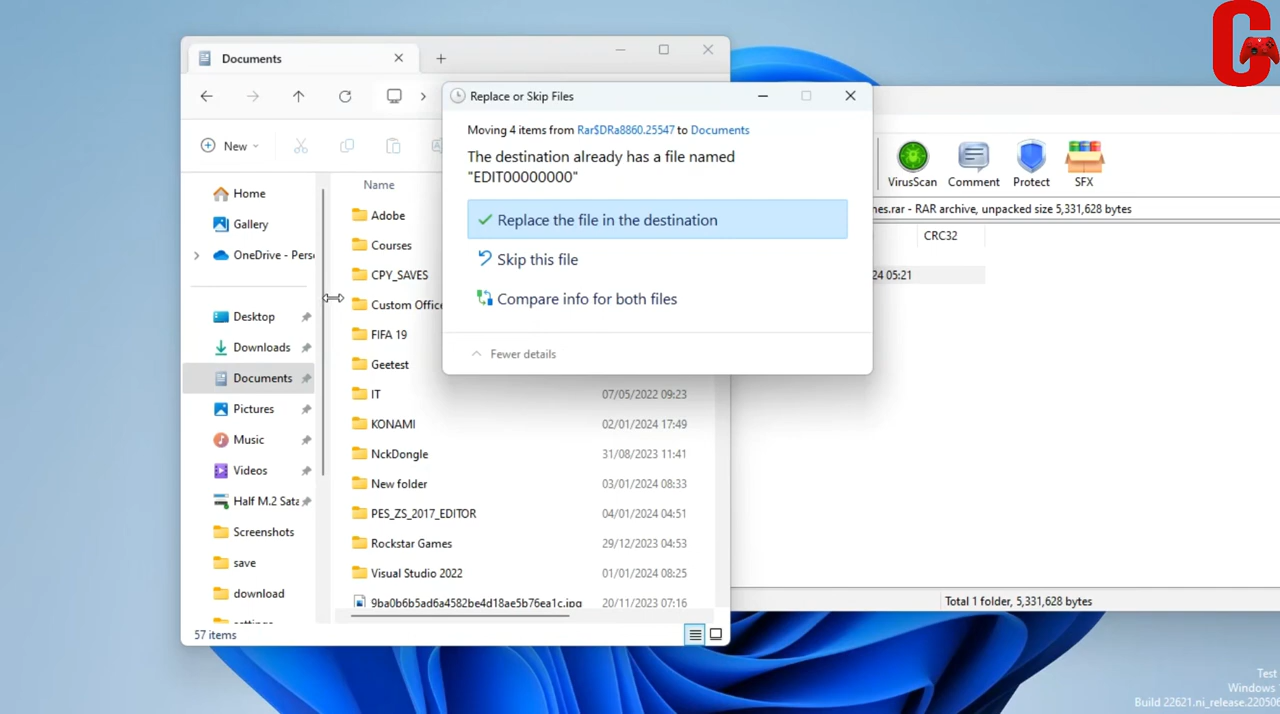 Documents
New
Home
Gallery
OneDrive - Pers
Desktop
Downloads
Documents
Pictures
Music
Videos
Half M.2 Sata
Screenshots
save
download
57 items
Name
Adobe
Courses
CPY_SAVES
Custom Office
FIFA 19
Geetest
IT 07/05/2022 09:23
KONAMI 02/01/2024 17:49
NckDongle 31/08/2023 11:41
New folder 03/01/2024 08:33
PES_ZS_2017_EDITOR 04/01/2024 04:51
Rockstar Games 29/12/2023 04:53
Visual Studio 2022 01/01/2024 08:25
9ba0b6b5ad6a4582be4d18ae5b76ea1c.jpg 20/11/2023 07:16
Replace or Skip Files
Moving 4 items from Rar$DRa8860.25547 to Documents
The destination already has a file named
"EDIT00000000"
Replace the file in the destination
Skip this file
Compare info for both files
Fewer details
VirusScan Comment Protect SFX
nes.rar - RAR archive, unpacked size 5,331,628 bytes
CRC32
24 05:21
Total 1 folder, 5,331,628 bytes
Test
Windows
Build 22621.ni_release.220506